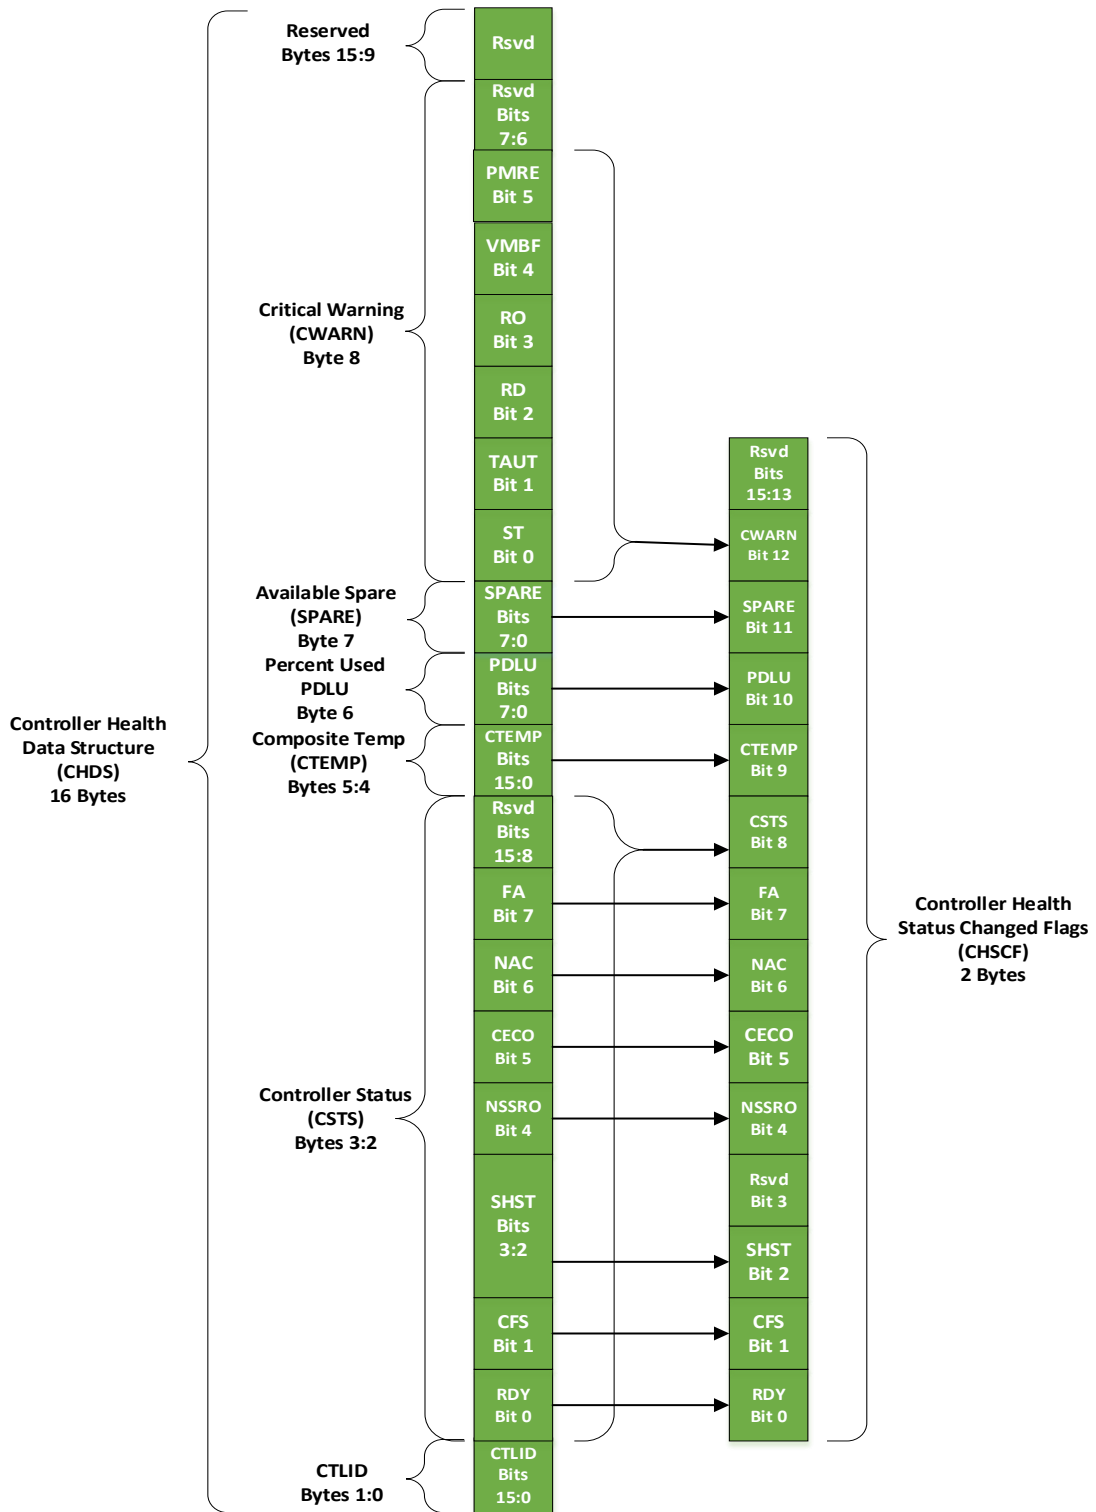 Reserved
Bytes 15:9
Rsvd
Rsvd
Bits
7:6
PMRE
Bit 5
VMBF
Bit 4
Critical Warning
(CWARN)
Byte 8
RO
Bit 3
RD
Bit 2
TAUT
Bit 1
ST
Bit 0
Available Spare
(SPARE)
Byte 7
SPARE
Bits
7:0
Percent Used
PDLU
Byte 6
PDLU
Bits
7:0
Composite Temp
(CTEMP)
Bytes 5:4
CTEMP
Bits
15:0
Controller Health
Data Structure
(CHDS)
16 Bytes
Rsvd
Bits
15:8
FA
Bit 7
NAC
Bit 6
CECO
Bit 5
Controller Status
(CSTS)
Bytes 3:2
NSSRO
Bit 4
SHST
Bits
3:2
CFS
Bit 1
RDY
Bit 0
CTLID
Bytes 1:0
CTLID
Bits
15:0
Rsvd
Bits
15:13
CWARN
Bit 12
SPARE
Bit 11
PDLU
Bit 10
CTEMP
Bit 9
CSTS
Bit 8
FA
Bit 7
NAC
Bit 6
CECO
Bit 5
NSSRO
Bit 4
Rsvd
Bit 3
SHST
Bit 2
CFS
Bit 1
RDY
Bit 0
Controller Health
Status Changed Flags
(CHSCF)
2 Bytes